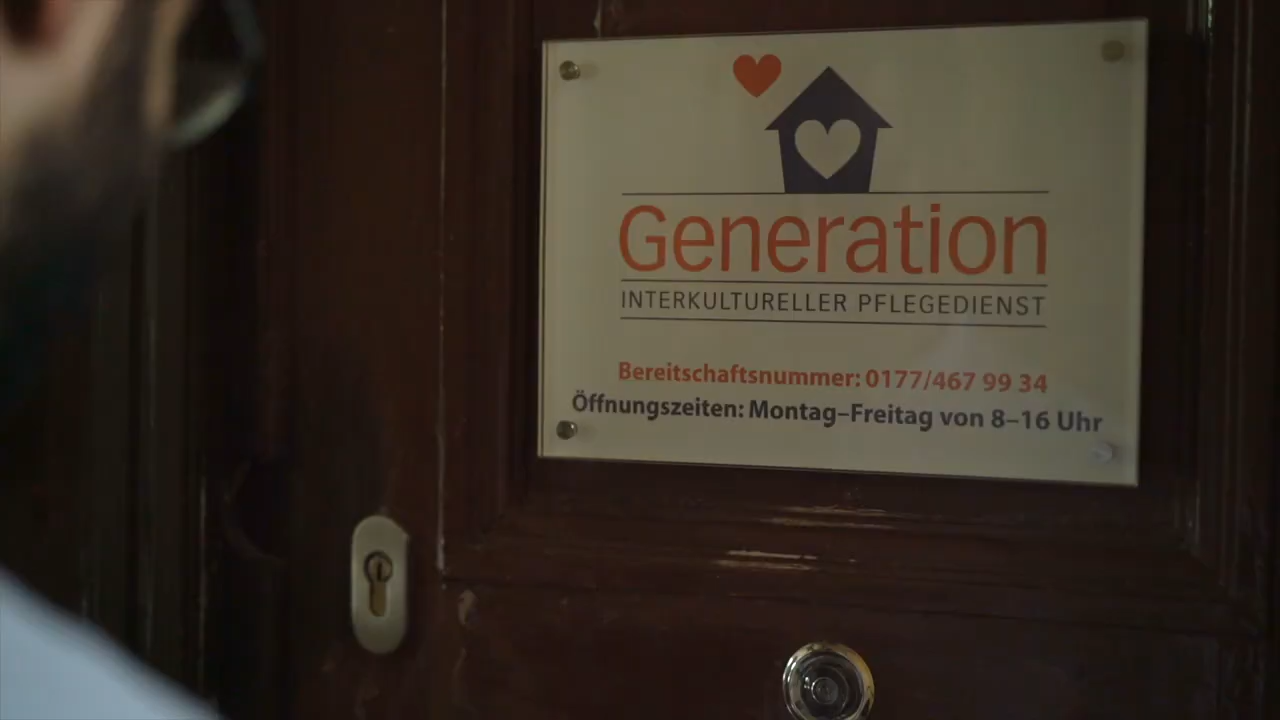 Generation
INTERKULTURELLER PFLEGEDIENST
Bereitschaftsnummer: 0177/467 99 34
Öffnungszeiten: Montag–Freitag von 8–16 Uhr